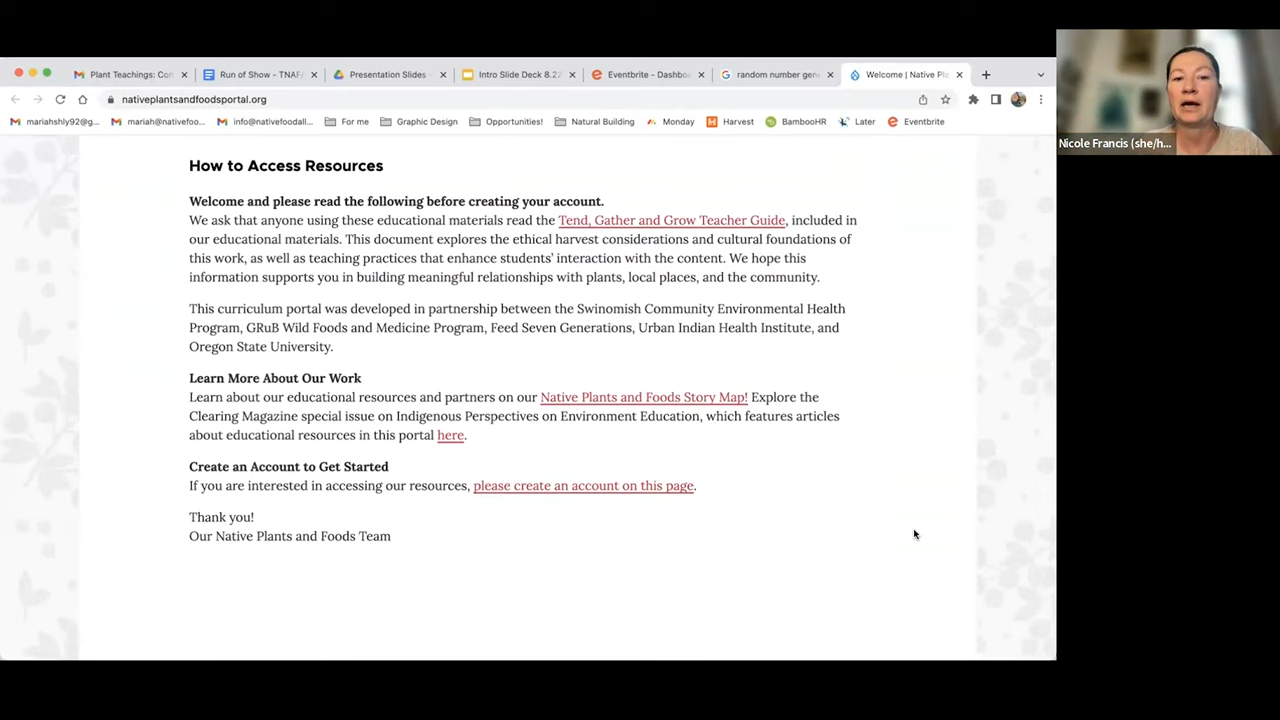 Plant Teachings: Con
Run of Show - TNAF
Presentation Slides -
Intro Slide Deck 8.22
Eventbrite - Dashboa
random number gene
Welcome | Native Pla
nativeplantsandfoodsportal.org
mariahshly92@g...
mariah@nativefoo...
info@nativefoodall...
For me
Graphic Design
Opportunities!
Natural Building
Monday
Harvest
BambooHR
Later
Eventbrite
Nicole Francis (she/h...
How to Access Resources
Welcome and please read the following before creating your account.
We ask that anyone using these educational materials read the Tend, Gather and Grow Teacher Guide, included in
our educational materials. This document explores the ethical harvest considerations and cultural foundations of
this work, as well as teaching practices that enhance students’ interaction with the content. We hope this
information supports you in building meaningful relationships with plants, local places, and the community.
This curriculum portal was developed in partnership between the Swinomish Community Environmental Health
Program, GRuB Wild Foods and Medicine Program, Feed Seven Generations, Urban Indian Health Institute, and
Oregon State University.
Learn More About Our Work
Learn about our educational resources and partners on our Native Plants and Foods Story Map! Explore the
Clearing Magazine special issue on Indigenous Perspectives on Environment Education, which features articles
about educational resources in this portal here.
Create an Account to Get Started
If you are interested in accessing our resources, please create an account on this page.
Thank you!
Our Native Plants and Foods Team